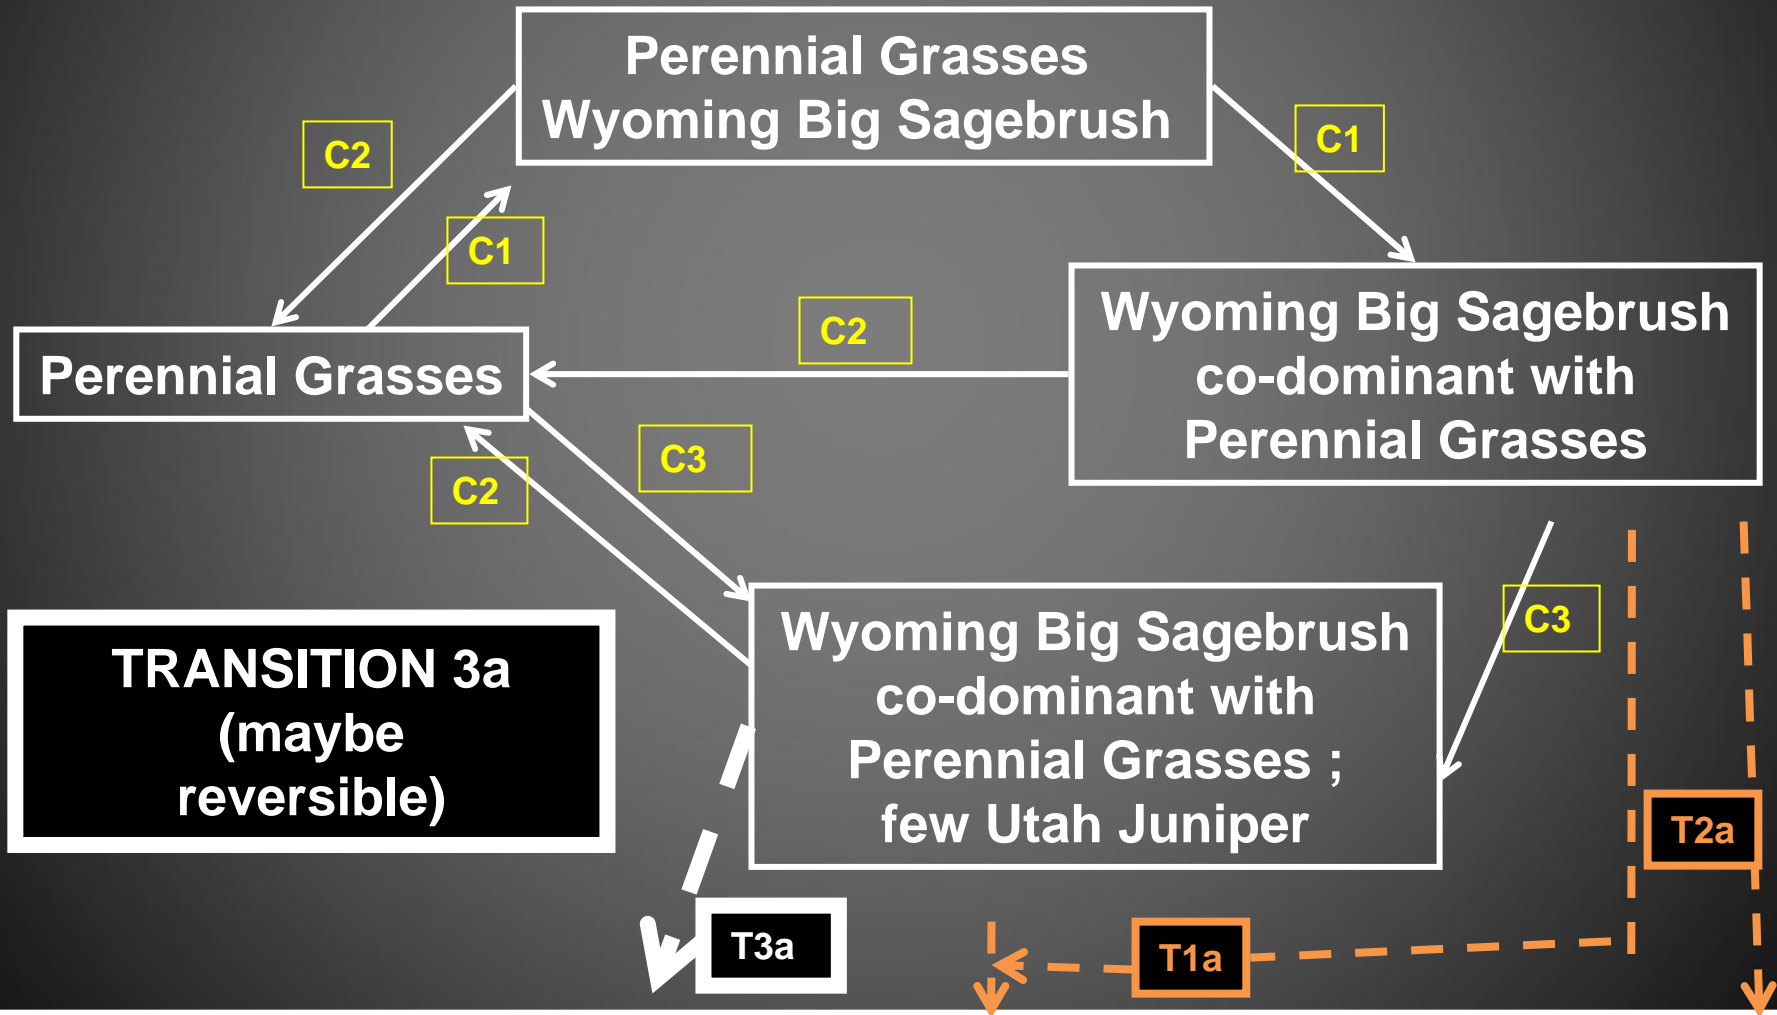 Perennial Grasses
Wyoming Big Sagebrush
C2
C1
C1
Perennial Grasses
C2
Wyoming Big Sagebrush
co-dominant with
Perennial Grasses
C3
C2
Wyoming Big Sagebrush
co-dominant with
Perennial Grasses ;
few Utah Juniper
C3
TRANSITION 3a
(maybe
reversible)
T2a
T3a
T1a